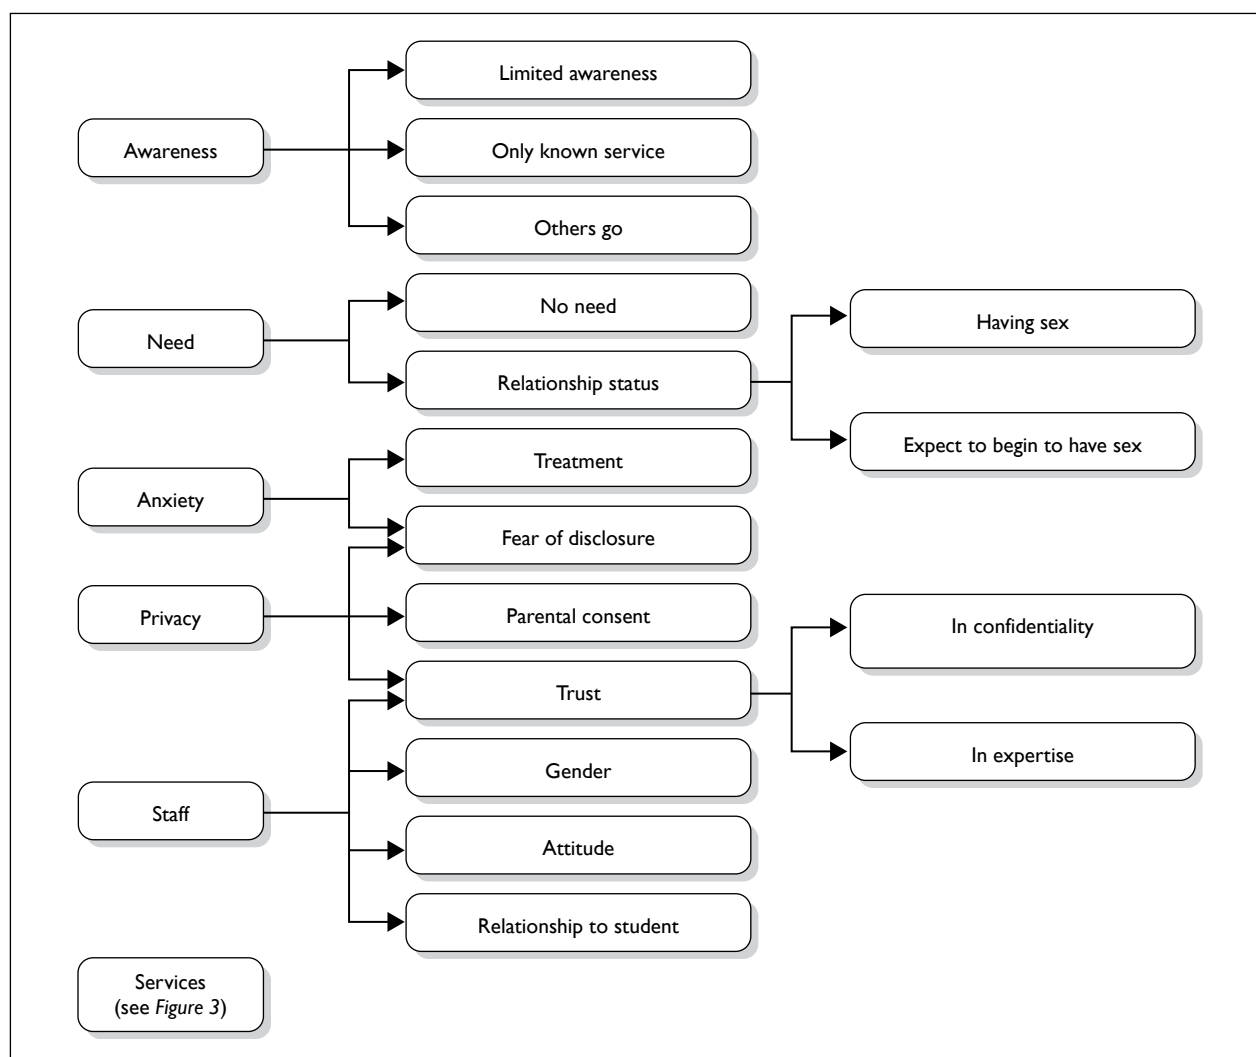 Limited awareness
Awareness
Only known service
Others go
No need
Need
Having sex
Relationship status
Expect to begin to have sex
Treatment
Anxiety
Fear of disclosure
Privacy
Parental consent
In confidentiality
Trust
In expertise
Gender
Staff
Attitude
Relationship to student
Services
(see Figure 3)